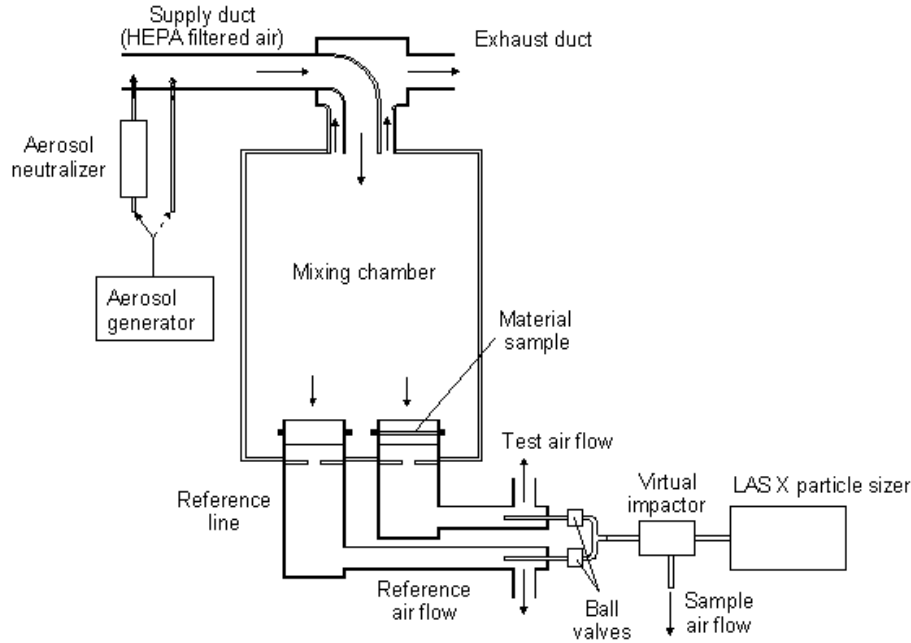 Supply duct
(HEPA filtered air)
Exhaust duct
Aerosol
neutralizer
Mixing chamber
Aerosol
generator
Material
sample
Test air flow
Virtual
impactor
LAS X particle sizer
Reference
line
Reference
air flow
Ball
valves
Sample
air flow